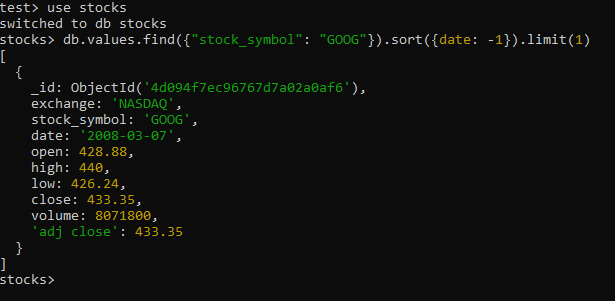 test> use stocks
switched to db stocks
stocks> db.values.find({"stock_symbol": "GOOG"}).sort({date: -1}).limit(1)
[
  {
    _id: ObjectId('4d094f7ec96767d7a02a0af6'),
    exchange: 'NASDAQ',
    stock_symbol: 'GOOG',
    date: '2008-03-07',
    open: 428.88,
    high: 440,
    low: 426.24,
    close: 433.35,
    volume: 8071800,
    'adj close': 433.35
  }
]
stocks>